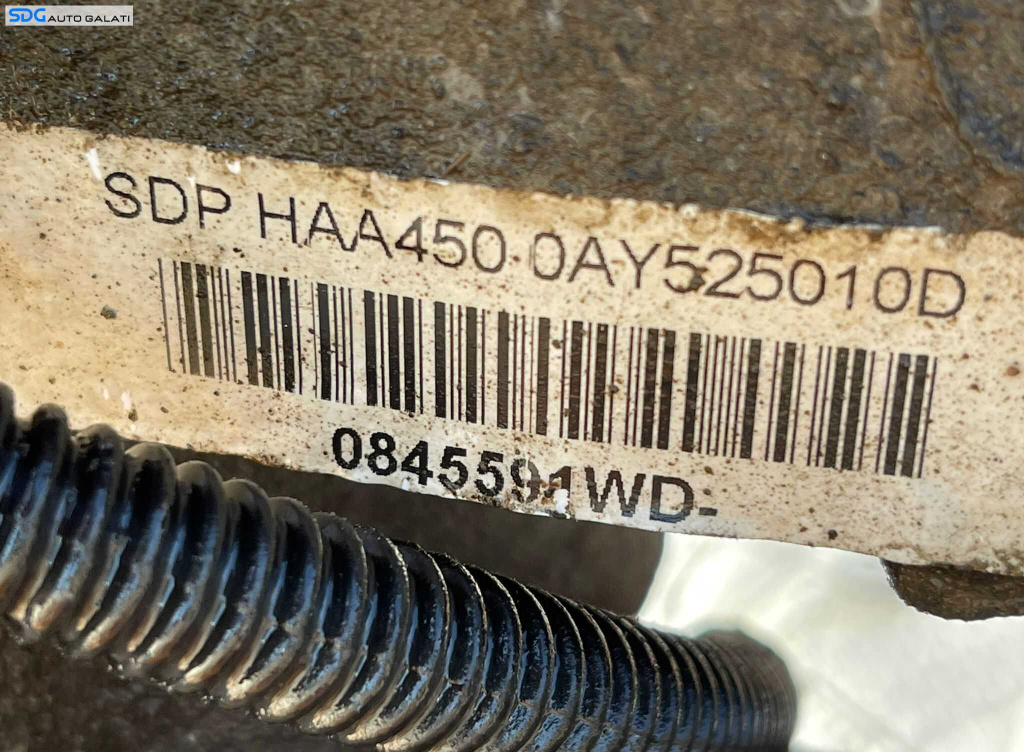 SDG AUTO GALATI
SDP HAA450 0AY525010D
0845591WD-